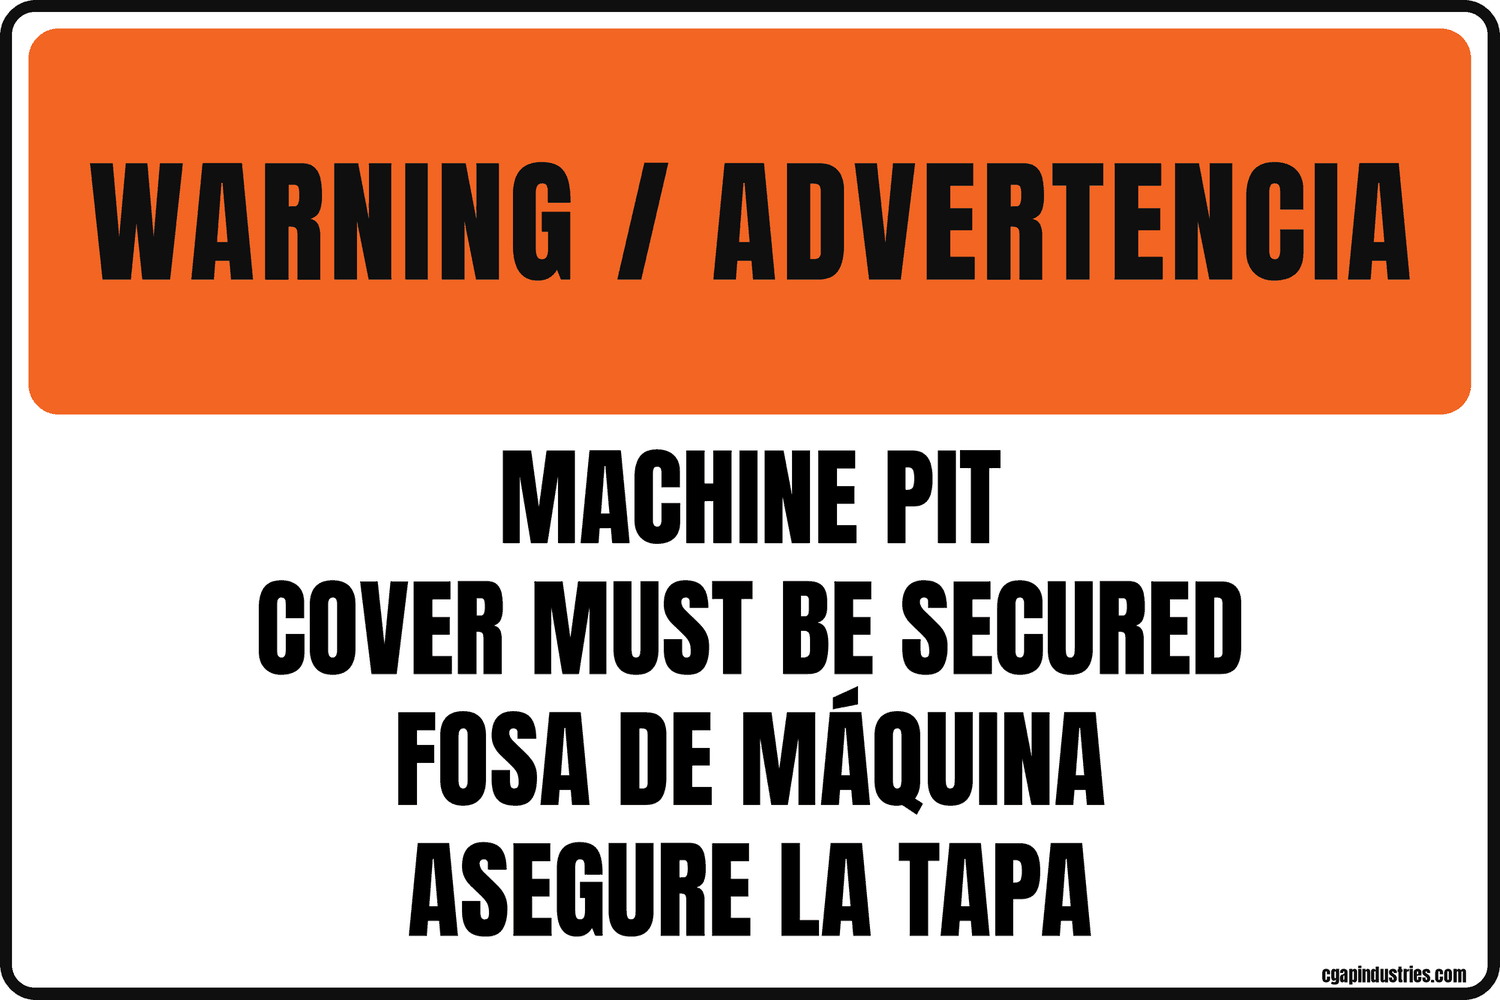 WARNING / ADVERTENCIA
MACHINE PIT
COVER MUST BE SECURED
FOSA DE MÁQUINA
ASEGURE LA TAPA
cgapindustries.com